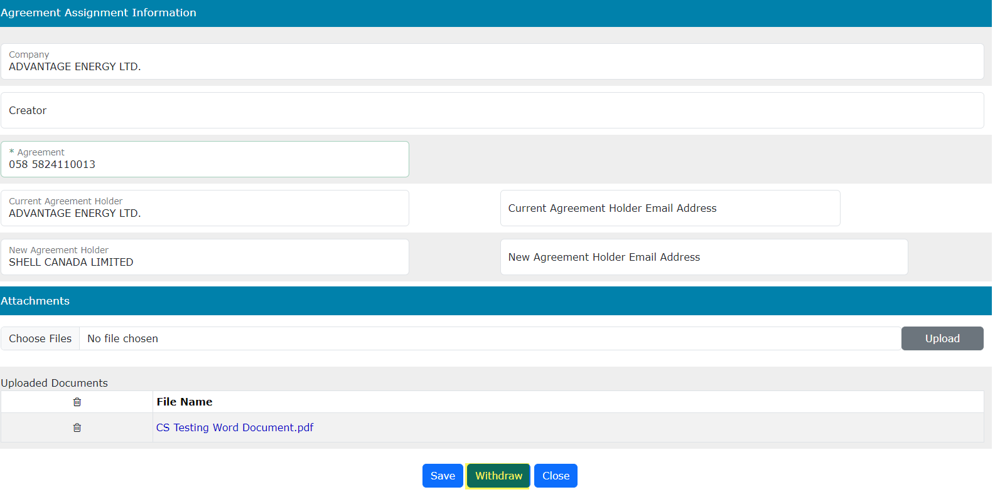 Agreement Assignment Information
Company
ADVANTAGE ENERGY LTD.
Creator
* Agreement
058 5824110013
Current Agreement Holder
ADVANTAGE ENERGY LTD.
Current Agreement Holder Email Address
New Agreement Holder
SHELL CANADA LIMITED
New Agreement Holder Email Address
Attachments
Choose Files No file chosen Upload
Uploaded Documents
File Name
CS Testing Word Document.pdf
Save Withdraw Close